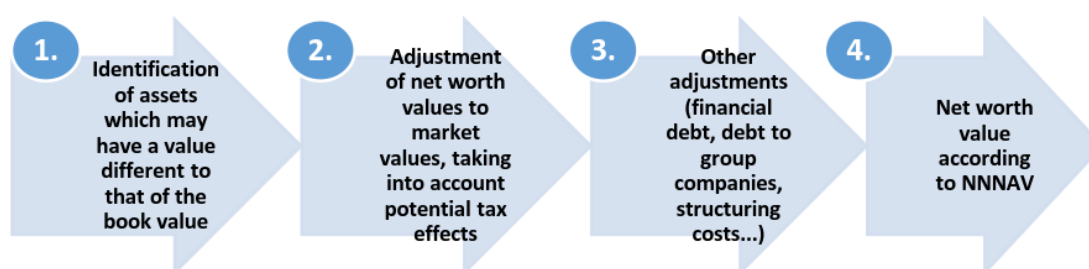 1.
Identification
of assets
which may
have a value
different to
that of the
book value
2.
Adjustment
of net worth
values to
market
values, taking
into account
potential tax
effects
3.
Other
adjustments
(financial
debt, debt to
group
companies,
structuring
costs...)
4.
Net worth
value
according
to NNNAV